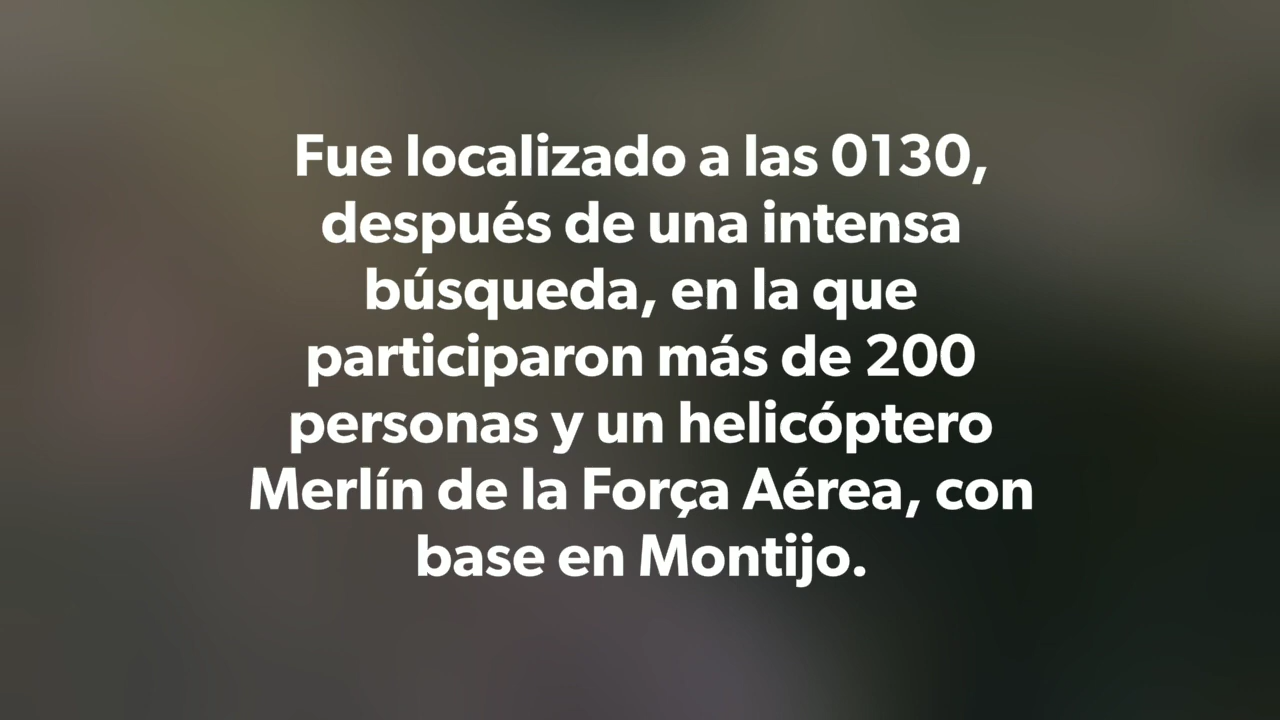 Fue localizado a las 0130,
después de una intensa
búsqueda, en la que
participaron más de 200
personas y un helicóptero
Merlín de la Força Aérea, con
base en Montijo.